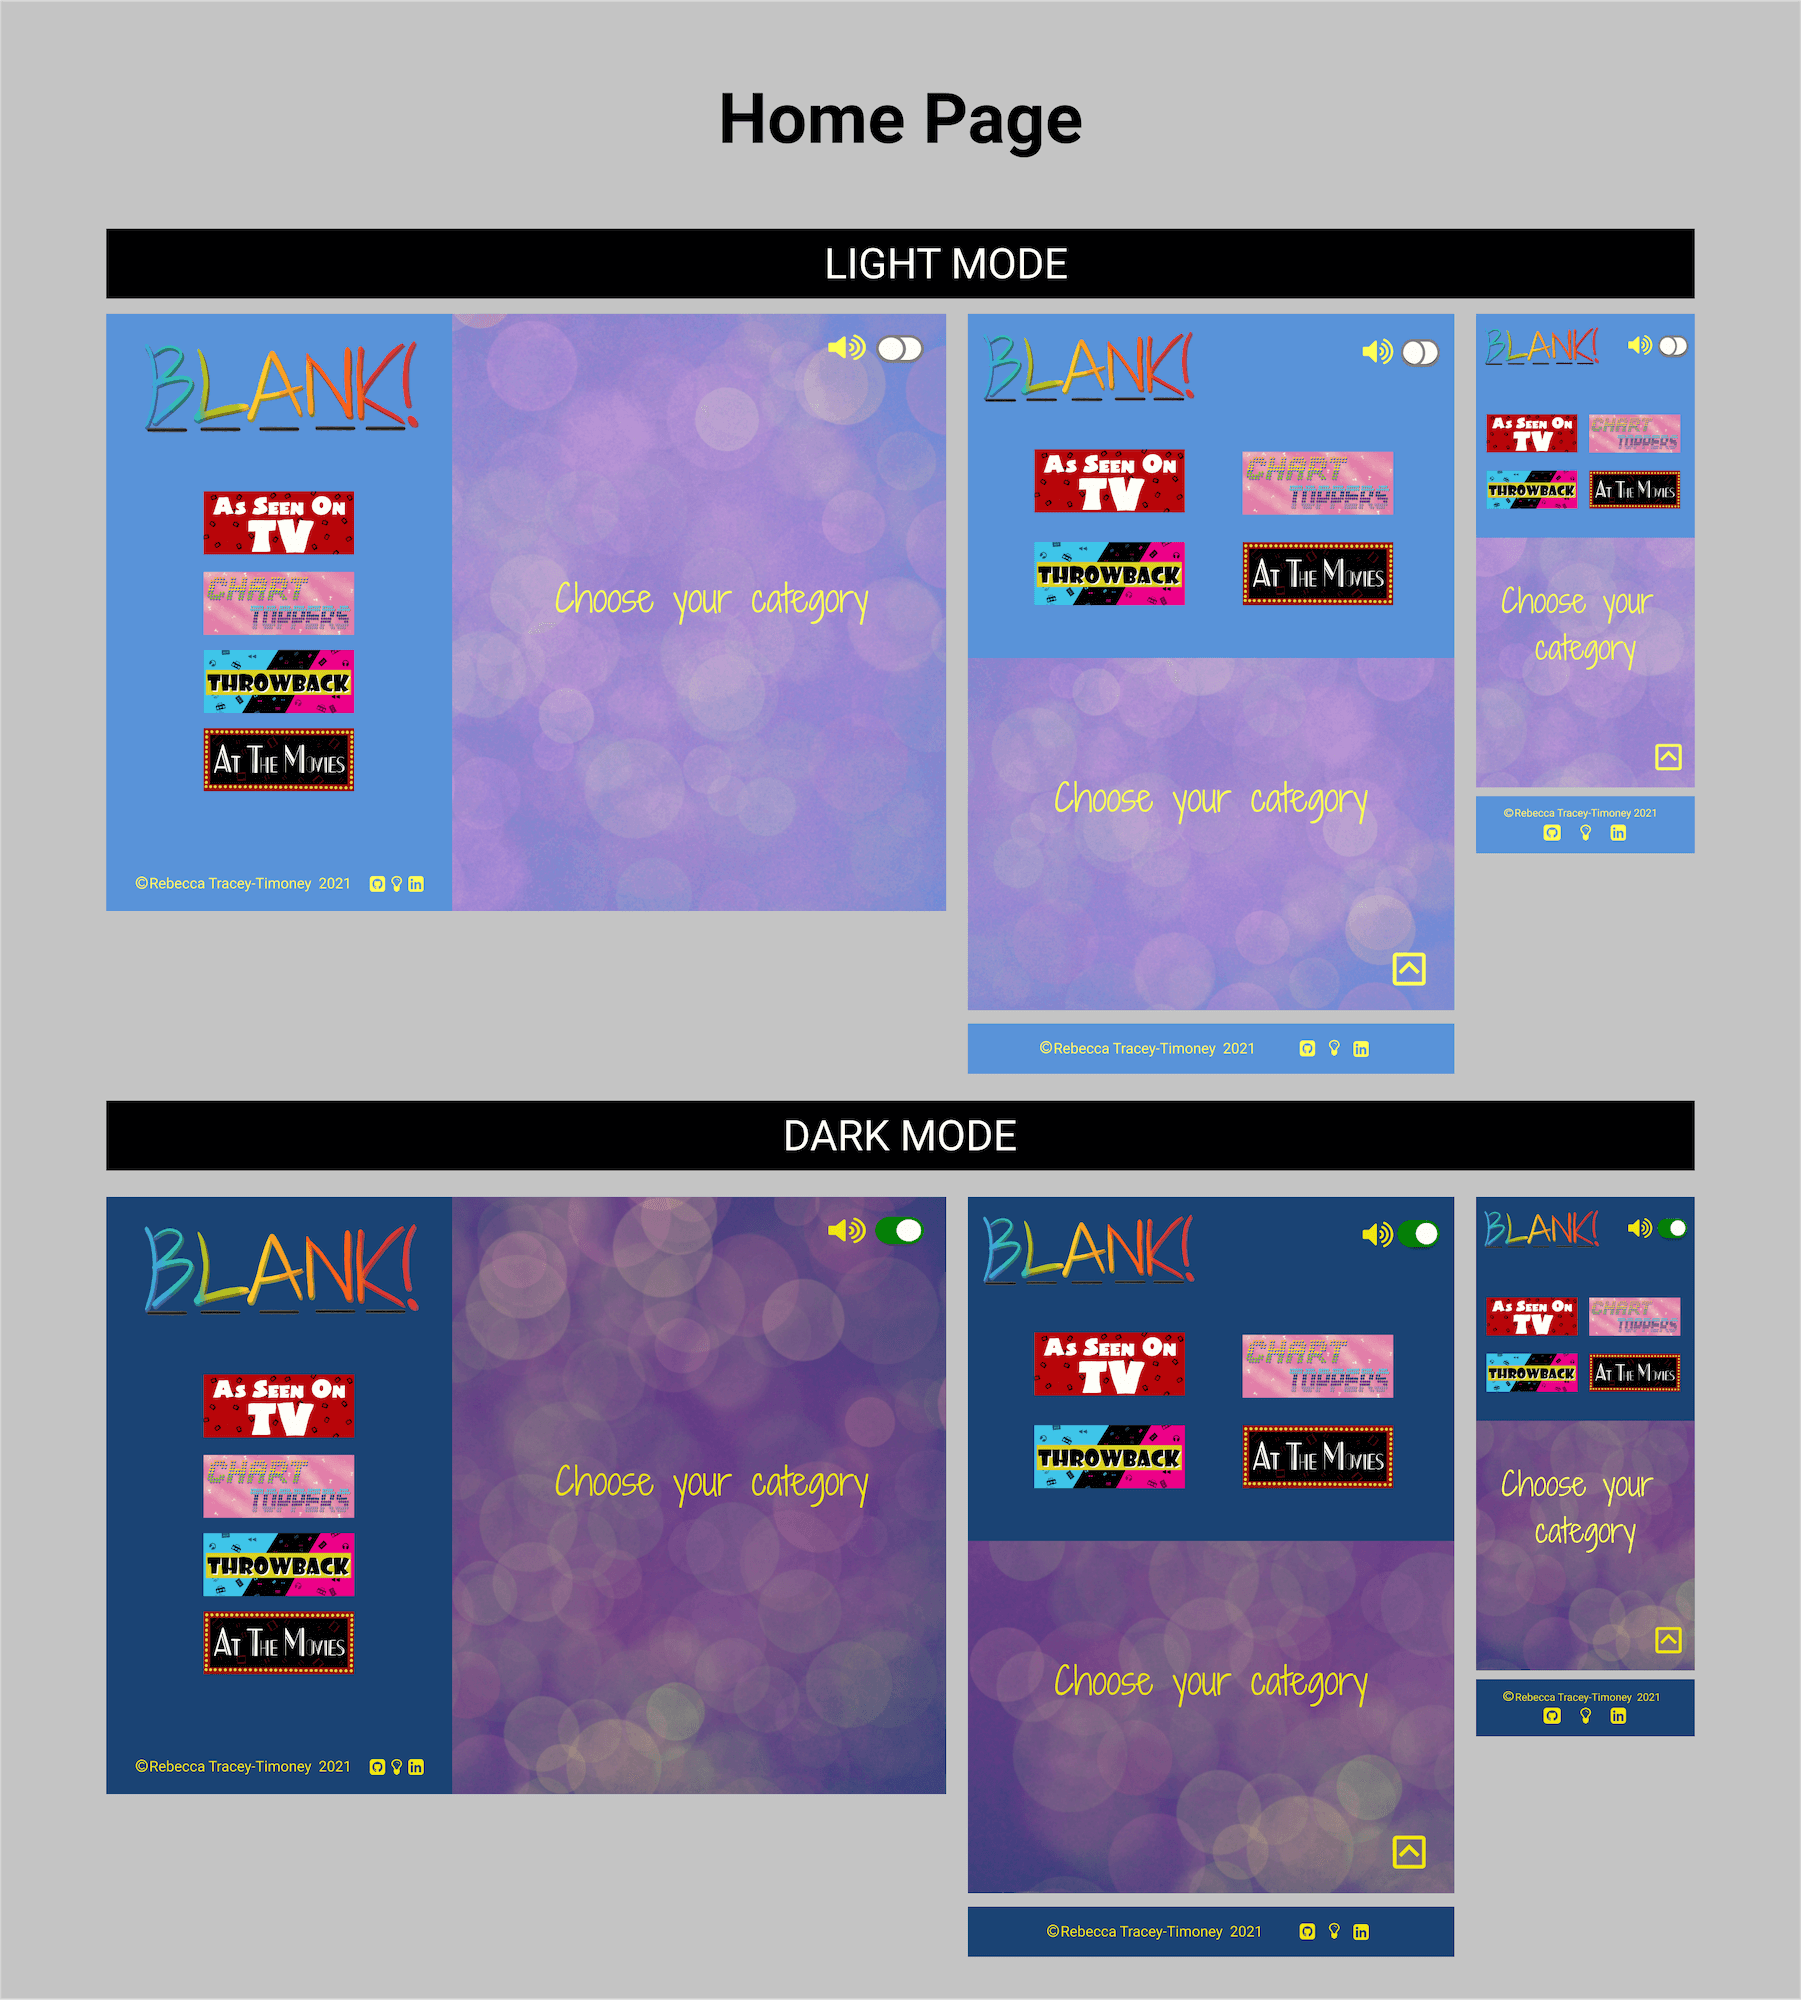 Home Page
LIGHT MODE
BLANK!
AS SEEN ON
TV
CHART
TOPPERS
THROWBACK
AT THE MOVIES
©Rebecca Tracey-Timoney 2021
Choose your category
BLANK!
AS SEEN ON
TV
CHART
TOPPERS
THROWBACK
AT THE MOVIES
Choose your category
©Rebecca Tracey-Timoney 2021
BLANK!
AS SEEN ON
TV
CHART
TOPPERS
THROWBACK
AT THE MOVIES
Choose your
category
©Rebecca Tracey-Timoney 2021
DARK MODE
BLANK!
AS SEEN ON
TV
CHART
TOPPERS
THROWBACK
AT THE MOVIES
©Rebecca Tracey-Timoney 2021
Choose your category
BLANK!
AS SEEN ON
TV
CHART
TOPPERS
THROWBACK
AT THE MOVIES
Choose your category
©Rebecca Tracey-Timoney 2021
BLANK!
AS SEEN ON
TV
CHART
TOPPERS
THROWBACK
AT THE MOVIES
Choose your
category
©Rebecca Tracey-Timoney 2021